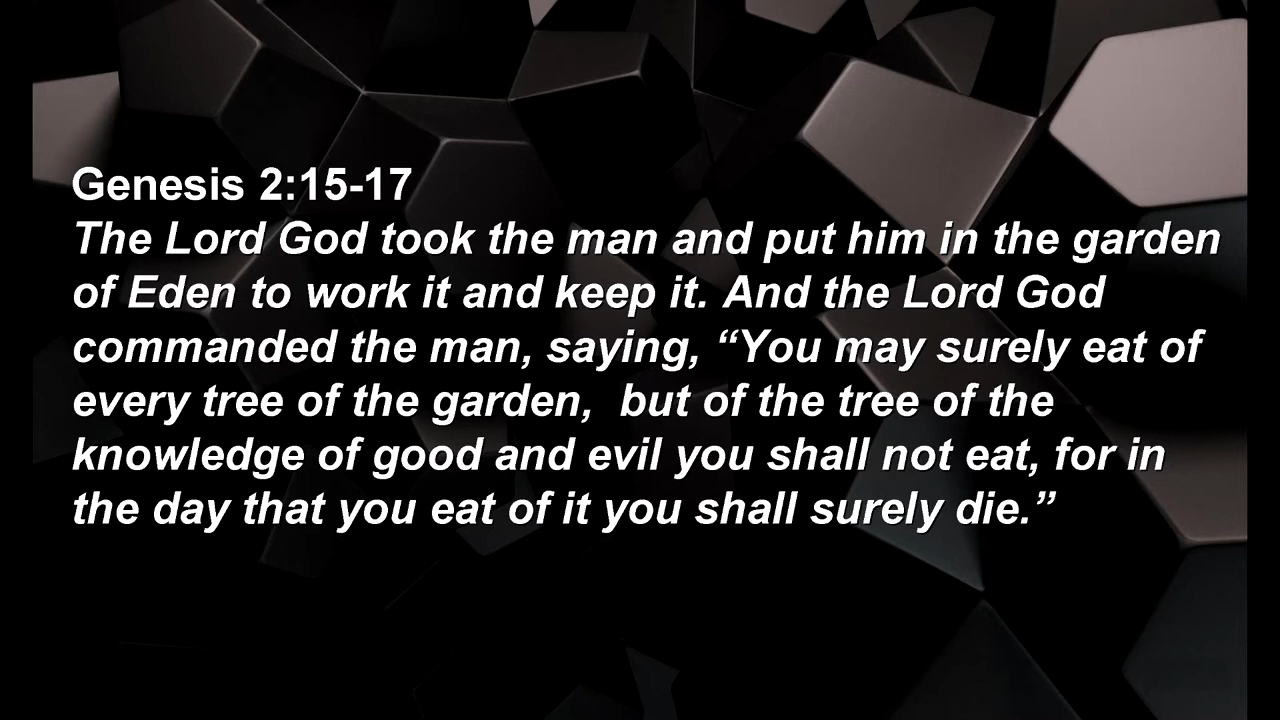 Genesis 2:15-17
The Lord God took the man and put him in the garden
of Eden to work it and keep it. And the Lord God
commanded the man, saying, “You may surely eat of
every tree of the garden,  but of the tree of the
knowledge of good and evil you shall not eat, for in
the day that you eat of it you shall surely die.”